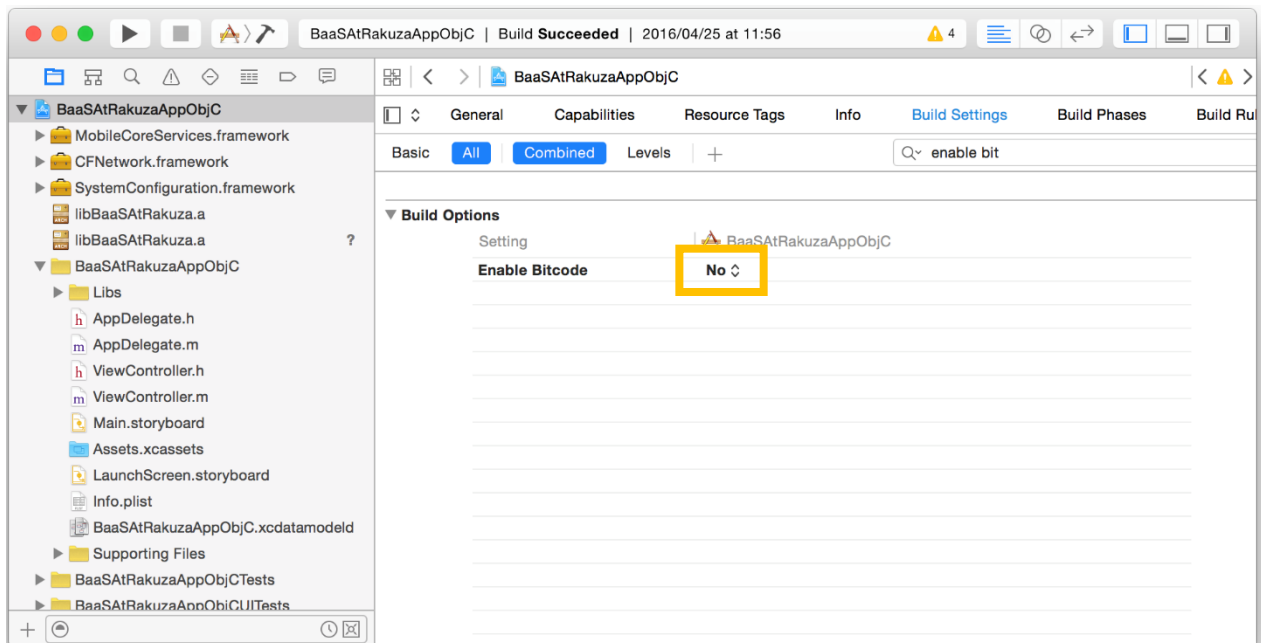 BaaSAtRakuzaAppObjC | Build Succeeded | 2016/04/25 at 11:56
4
BaaSAtRakuzaAppObjC
BaaSAtRakuzaAppObjC
MobileCoreServices.framework
CFNetwork.framework
SystemConfiguration.framework
libBaaSAtRakuza.a
libBaaSAtRakuza.a ?
BaaSAtRakuzaAppObjC
Libs
h AppDelegate.h
m AppDelegate.m
h ViewController.h
m ViewController.m
Main.storyboard
Assets.xcassets
LaunchScreen.storyboard
Info.plist
BaaSAtRakuzaAppObjC.xcdatamodeld
Supporting Files
BaaSAtRakuzaAppObjCTests
BaaSAtRakuzaAppObjCUITests
General Capabilities Resource Tags Info Build Settings Build Phases Build Rul
Basic All Combined Levels + enable bit
Build Options
Setting BaaSAtRakuzaAppObjC
Enable Bitcode No